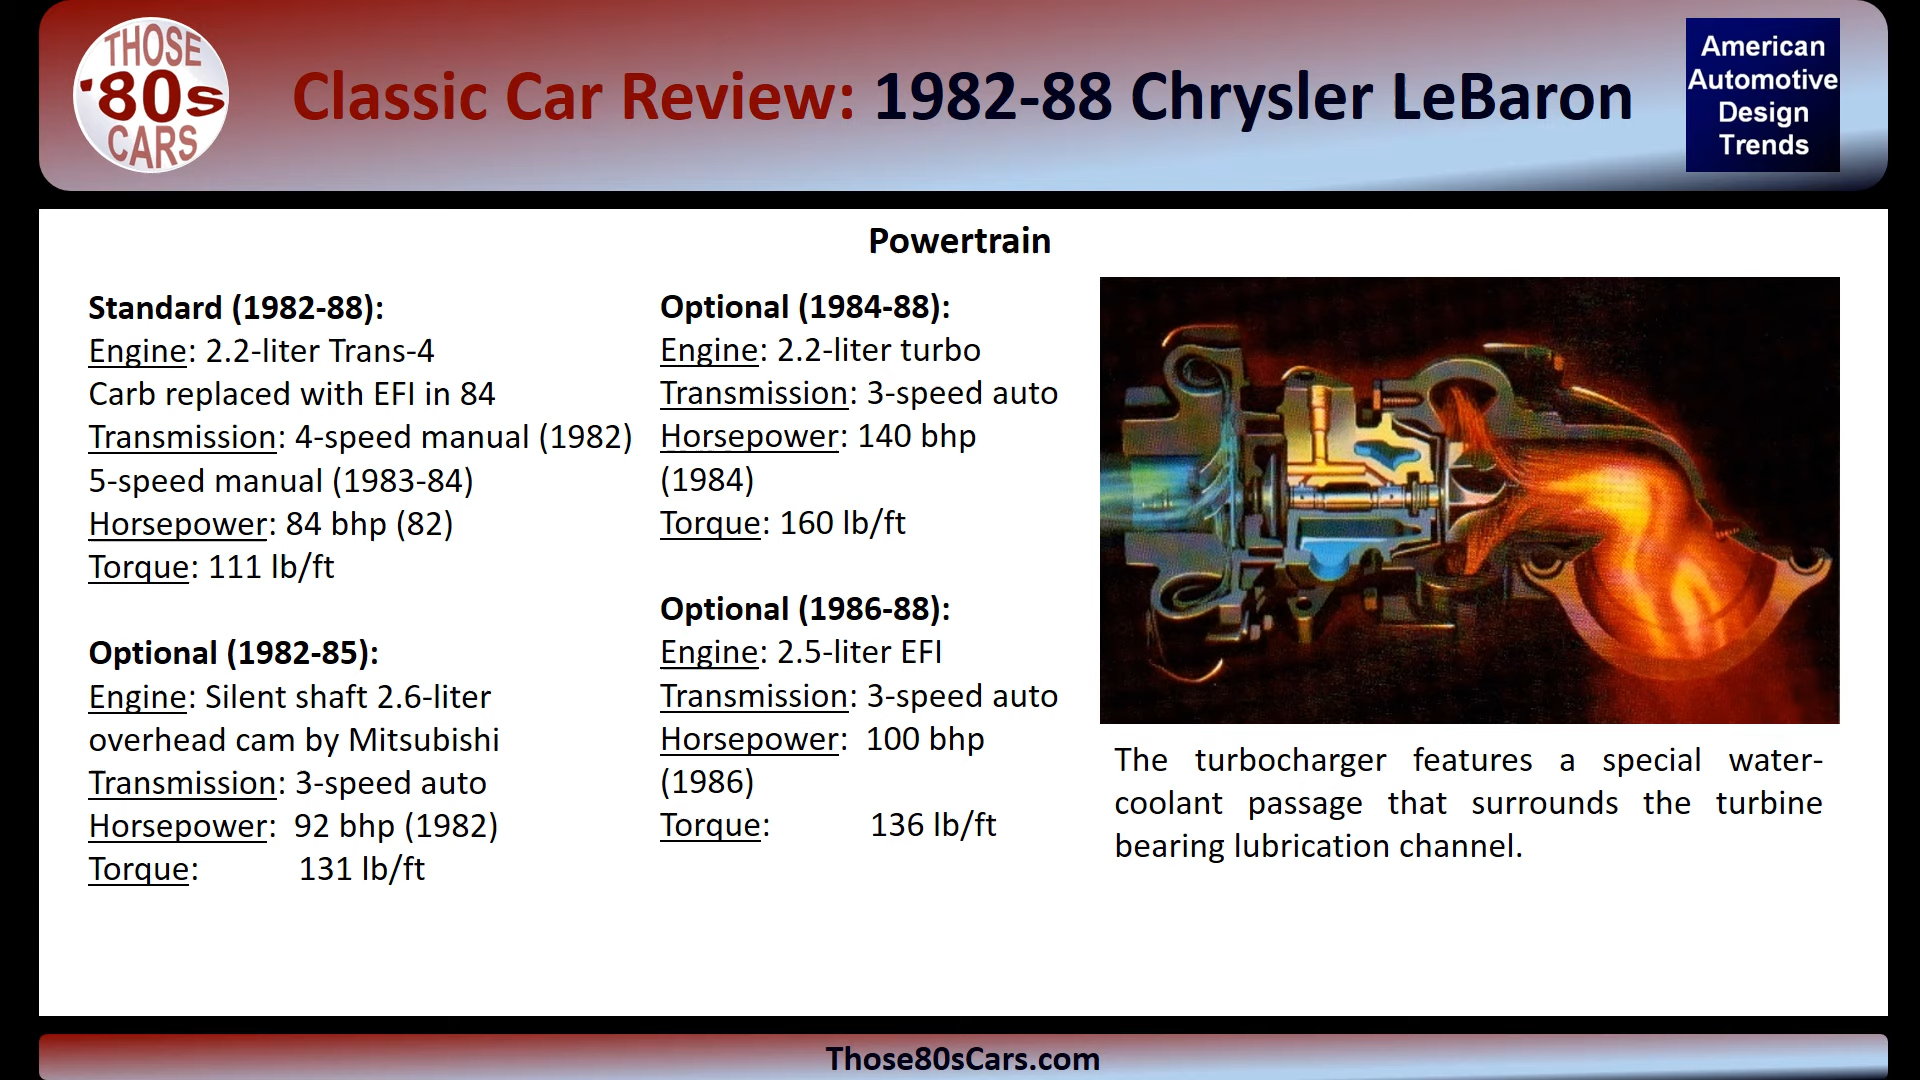 THOSE
'80s
CARS
Classic Car Review: 1982-88 Chrysler LeBaron
American
Automotive
Design
Trends
Powertrain
Standard (1982-88):
Engine: 2.2-liter Trans-4
Carb replaced with EFI in 84
Transmission: 4-speed manual (1982)
5-speed manual (1983-84)
Horsepower: 84 bhp (82)
Torque: 111 lb/ft
Optional (1982-85):
Engine: Silent shaft 2.6-liter
overhead cam by Mitsubishi
Transmission: 3-speed auto
Horsepower: 92 bhp (1982)
Torque: 131 lb/ft
Optional (1984-88):
Engine: 2.2-liter turbo
Transmission: 3-speed auto
Horsepower: 140 bhp
(1984)
Torque: 160 lb/ft
Optional (1986-88):
Engine: 2.5-liter EFI
Transmission: 3-speed auto
Horsepower: 100 bhp
(1986)
Torque: 136 lb/ft
The turbocharger features a special water-
coolant passage that surrounds the turbine
bearing lubrication channel.
Those80sCars.com